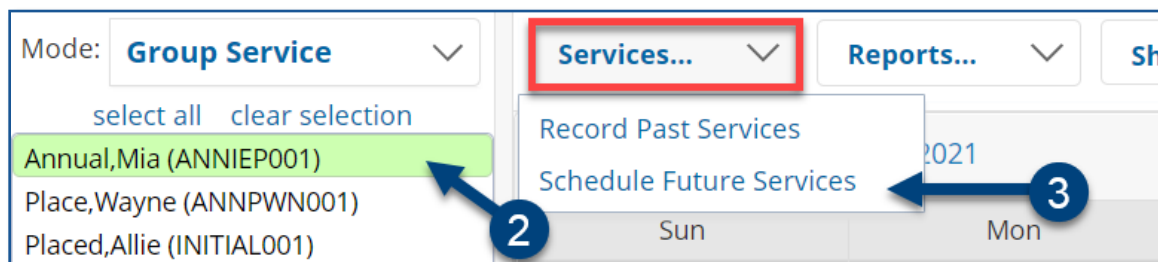 Mode: Group Service
select all clear selection
Annual,Mia (ANNIEP001)
Place,Wayne (ANNPWN001)
Placed,Allie (INITIAL001)
2
Services... Reports... Sh
Record Past Services
Schedule Future Services
2021
3
Sun Mon